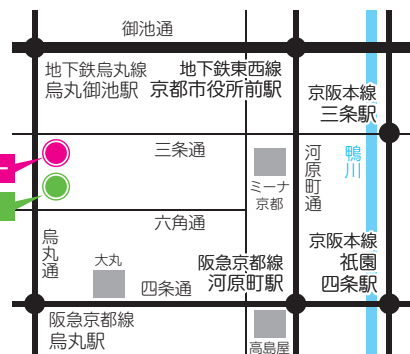 御池通
地下鉄烏丸線
烏丸御池駅
地下鉄東西線
京都市役所前駅
京阪本線
三条駅
三条通
河原町通
鴨川
ミーナ
京都
六角通
烏丸通
大丸
四条通
阪急京都線
河原町駅
京阪本線
祇園
四条駅
阪急京都線
烏丸駅
高島屋